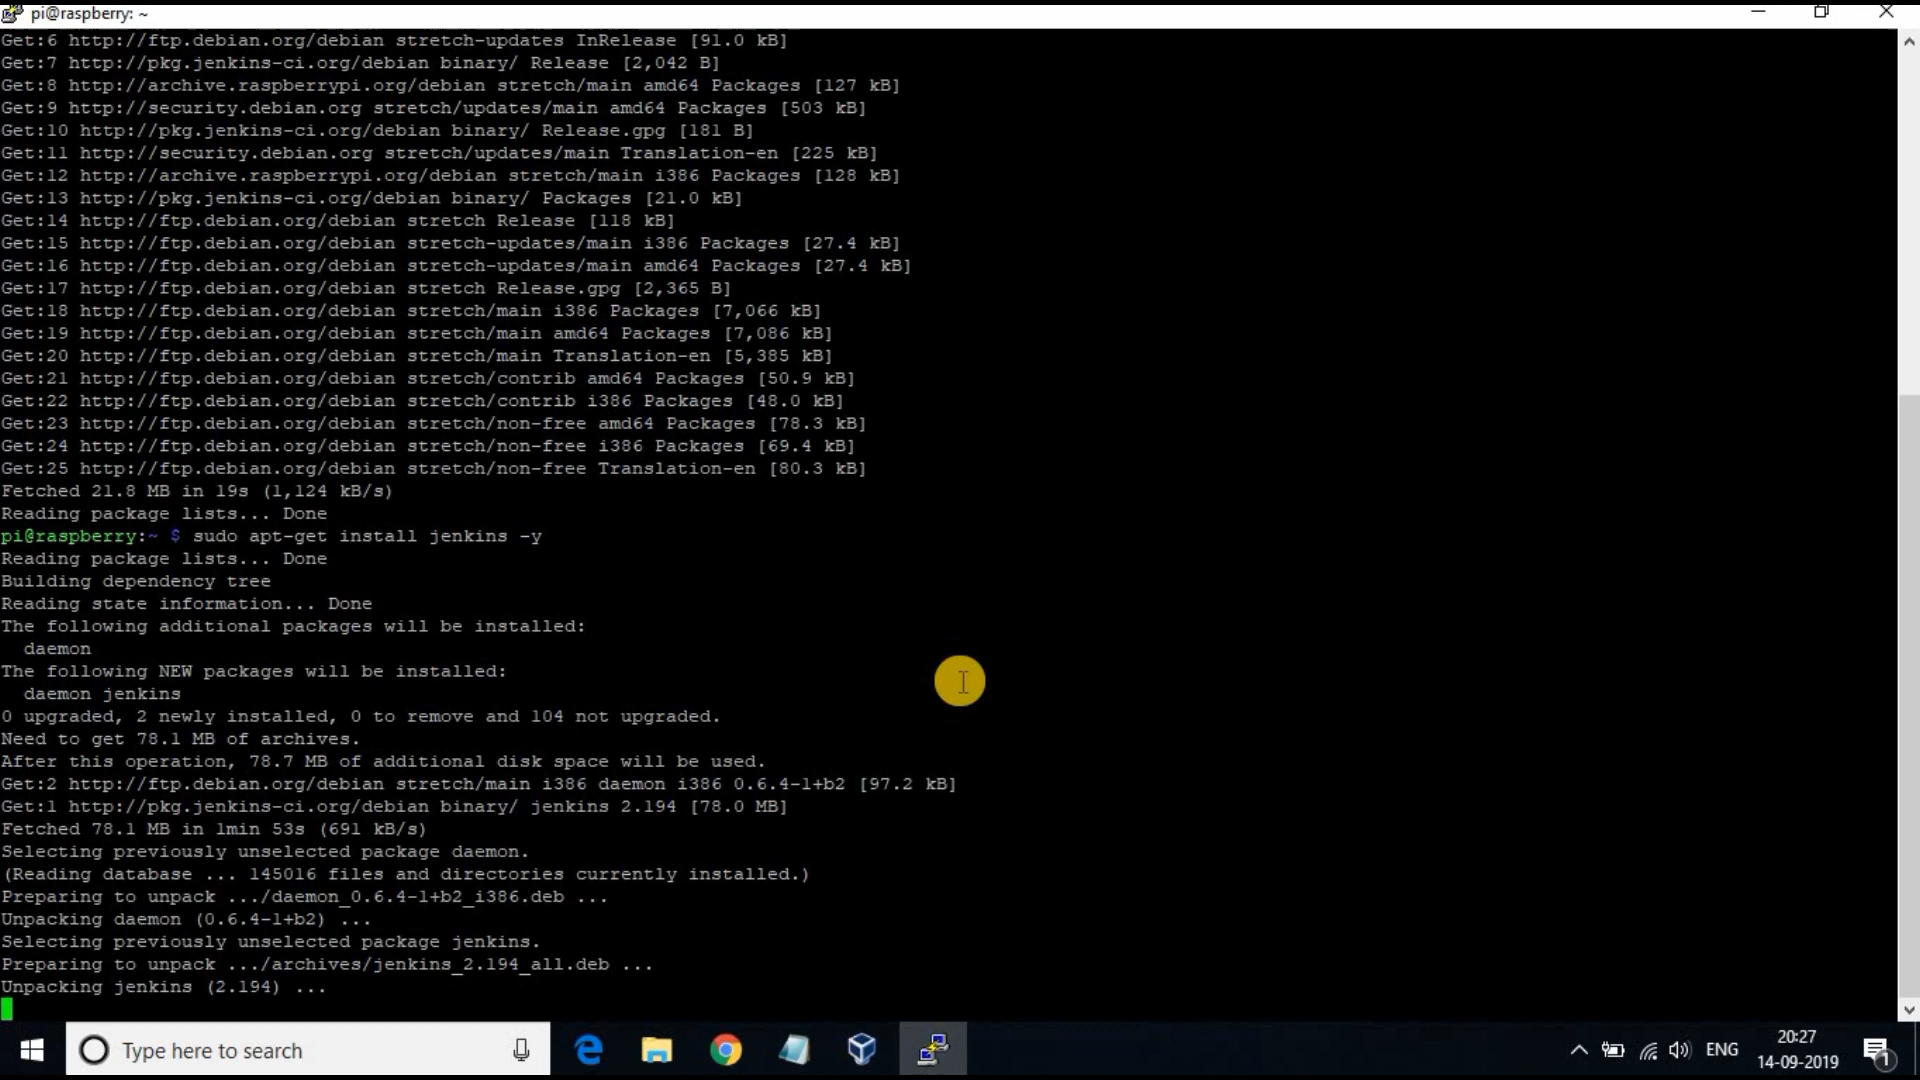 pi@raspberry: ~
Get:6 http://ftp.debian.org/debian stretch-updates InRelease [91.0 kB]
Get:7 http://pkg.jenkins-ci.org/debian binary/ Release [2,042 B]
Get:8 http://archive.raspberrypi.org/debian stretch/main amd64 Packages [127 kB]
Get:9 http://security.debian.org stretch/updates/main amd64 Packages [503 kB]
Get:10 http://pkg.jenkins-ci.org/debian binary/ Release.gpg [181 B]
Get:11 http://security.debian.org stretch/updates/main Translation-en [225 kB]
Get:12 http://archive.raspberrypi.org/debian stretch/main i386 Packages [128 kB]
Get:13 http://pkg.jenkins-ci.org/debian binary/ Packages [21.0 kB]
Get:14 http://ftp.debian.org/debian stretch Release [118 kB]
Get:15 http://ftp.debian.org/debian stretch-updates/main i386 Packages [27.4 kB]
Get:16 http://ftp.debian.org/debian stretch-updates/main amd64 Packages [27.4 kB]
Get:17 http://ftp.debian.org/debian stretch Release.gpg [2,365 B]
Get:18 http://ftp.debian.org/debian stretch/main i386 Packages [7,066 kB]
Get:19 http://ftp.debian.org/debian stretch/main amd64 Packages [7,086 kB]
Get:20 http://ftp.debian.org/debian stretch/main Translation-en [5,385 kB]
Get:21 http://ftp.debian.org/debian stretch/contrib amd64 Packages [50.9 kB]
Get:22 http://ftp.debian.org/debian stretch/contrib i386 Packages [48.0 kB]
Get:23 http://ftp.debian.org/debian stretch/non-free amd64 Packages [78.3 kB]
Get:24 http://ftp.debian.org/debian stretch/non-free i386 Packages [69.4 kB]
Get:25 http://ftp.debian.org/debian stretch/non-free Translation-en [80.3 kB]
Fetched 21.8 MB in 19s (1,124 kB/s)
Reading package lists... Done
pi@raspberry:~ $ sudo apt-get install jenkins -y
Reading package lists... Done
Building dependency tree
Reading state information... Done
The following additional packages will be installed:
  daemon
The following NEW packages will be installed:
  daemon jenkins
0 upgraded, 2 newly installed, 0 to remove and 104 not upgraded.
Need to get 78.1 MB of archives.
After this operation, 78.7 MB of additional disk space will be used.
Get:2 http://ftp.debian.org/debian stretch/main i386 daemon i386 0.6.4-1+b2 [97.2 kB]
Get:1 http://pkg.jenkins-ci.org/debian binary/ jenkins 2.194 [78.0 MB]
Fetched 78.1 MB in 1min 53s (691 kB/s)
Selecting previously unselected package daemon.
(Reading database ... 145016 files and directories currently installed.)
Preparing to unpack .../daemon_0.6.4-1+b2_i386.deb ...
Unpacking daemon (0.6.4-1+b2) ...
Selecting previously unselected package jenkins.
Preparing to unpack .../archives/jenkins_2.194_all.deb ...
Unpacking jenkins (2.194) ...
Type here to search
ENG
20:27
14-09-2019
1